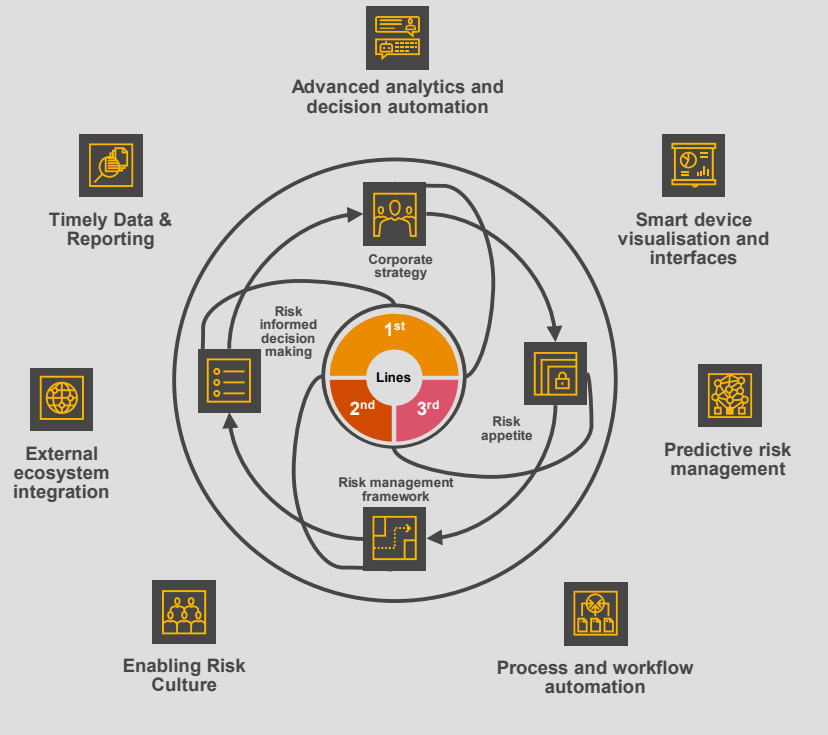 Advanced analytics and
decision automation
Timely Data &
Reporting
Smart device
visualisation and
interfaces
Corporate
strategy
Risk
informed
decision
making
1st
Lines
2nd
3rd
Risk
appetite
Risk management
framework
External
ecosystem
integration
Predictive risk
management
Enabling Risk
Culture
Process and workflow
automation